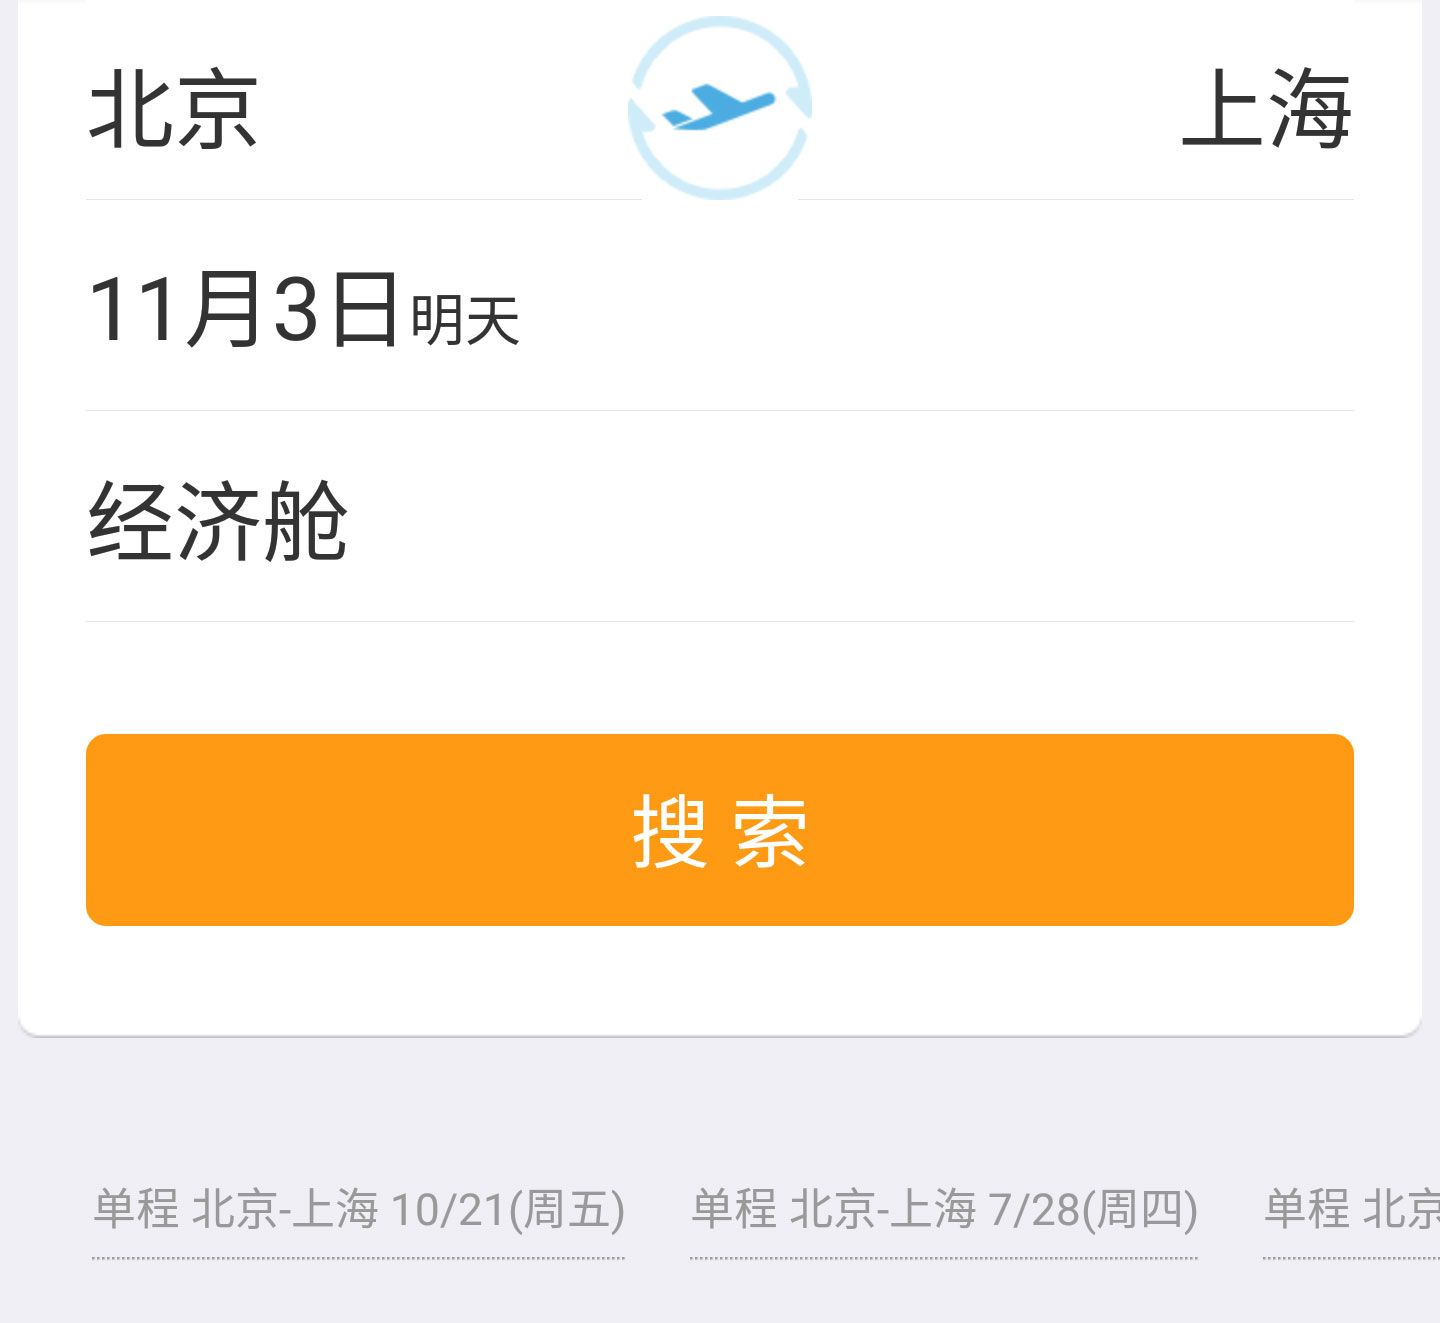 北京 上海
11月3日明天
经济舱
搜 索
单程 北京-上海 10/21(周五) 单程 北京-上海 7/28(周四) 单程 北京